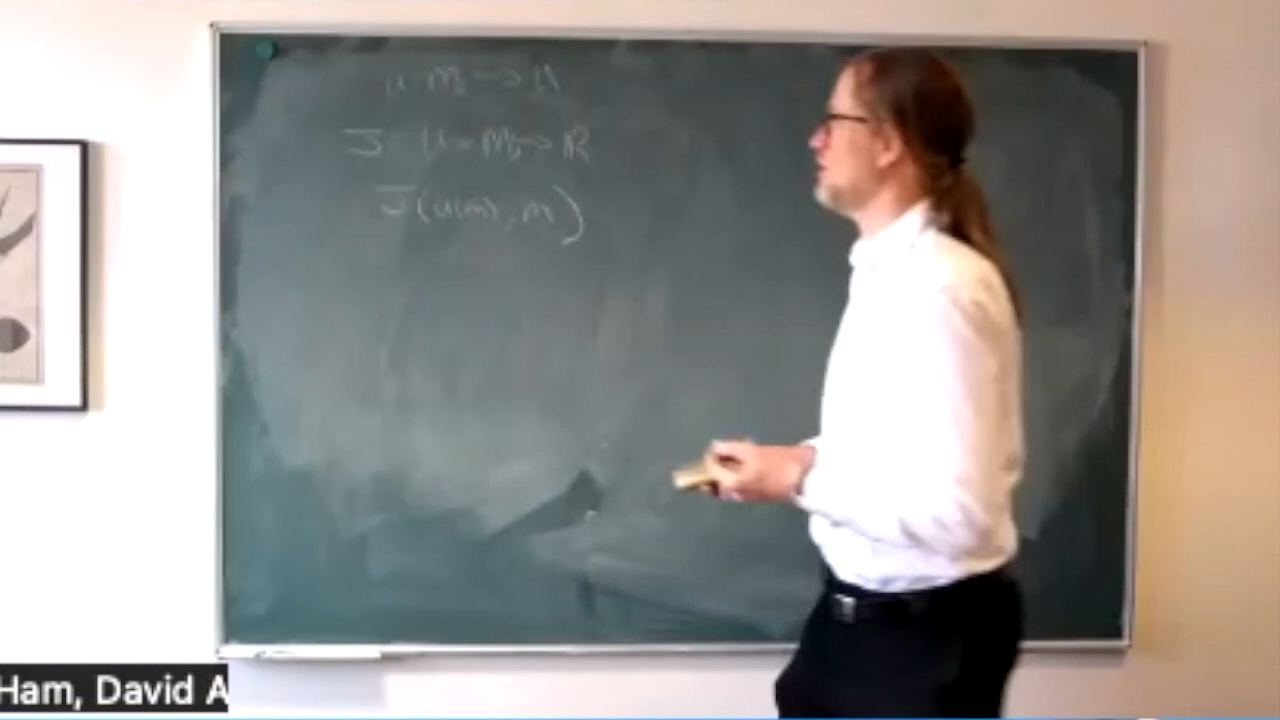 u M → U
J U × M → ℝ
J(u(m), m)
Ham, David A